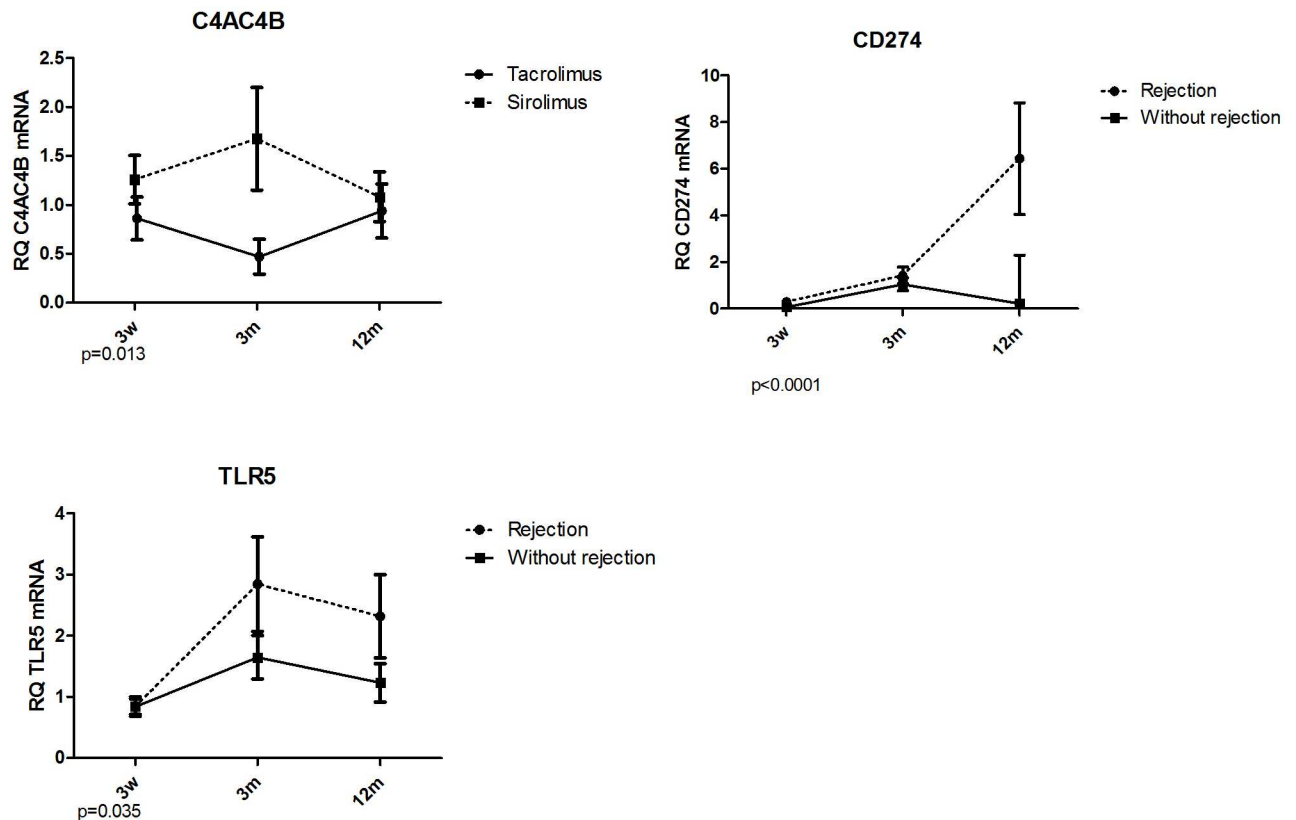 C4AC4B
RQ C4AC4B mRNA
2.5
2.0
1.5
1.0
0.5
0.0
3w
3m
12m
p=0.013
Tacrolimus
Sirolimus
CD274
RQ CD274 mRNA
10
8
6
4
2
0
3w
3m
12m
p<0.0001
Rejection
Without rejection
TLR5
RQ TLR5 mRNA
4
3
2
1
0
3w
3m
12m
p=0.035
Rejection
Without rejection